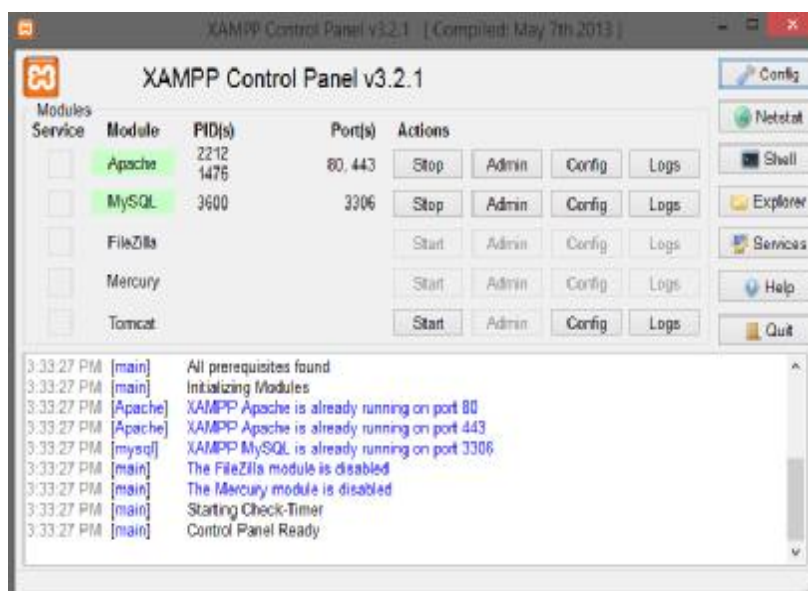 XAMPP Control Panel v3.2.1 [ Compiled: May 7th 2013 ]
XAMPP Control Panel v3.2.1
Config
Modules
Service Module PID(s) Port(s) Actions
Netstat
Apache 2212 1476 80, 443 Stop Admin Config Logs
Shell
MySQL 3600 3306 Stop Admin Config Logs
Explorer
FileZilla Start Admin Config Logs
Services
Mercury Start Admin Config Logs
Help
Tomcat Start Admin Config Logs
Quit
3:33:27 PM [main] All prerequisites found
3:33:27 PM [main] Initializing Modules
3:33:27 PM [Apache] XAMPP Apache is already running on port 80
3:33:27 PM [Apache] XAMPP Apache is already running on port 443
3:33:27 PM [mysql] XAMPP MySQL is already running on port 3306
3:33:27 PM [main] The FileZilla module is disabled
3:33:27 PM [main] The Mercury module is disabled
3:33:27 PM [main] Starting Check-Timer
3:33:27 PM [main] Control Panel Ready